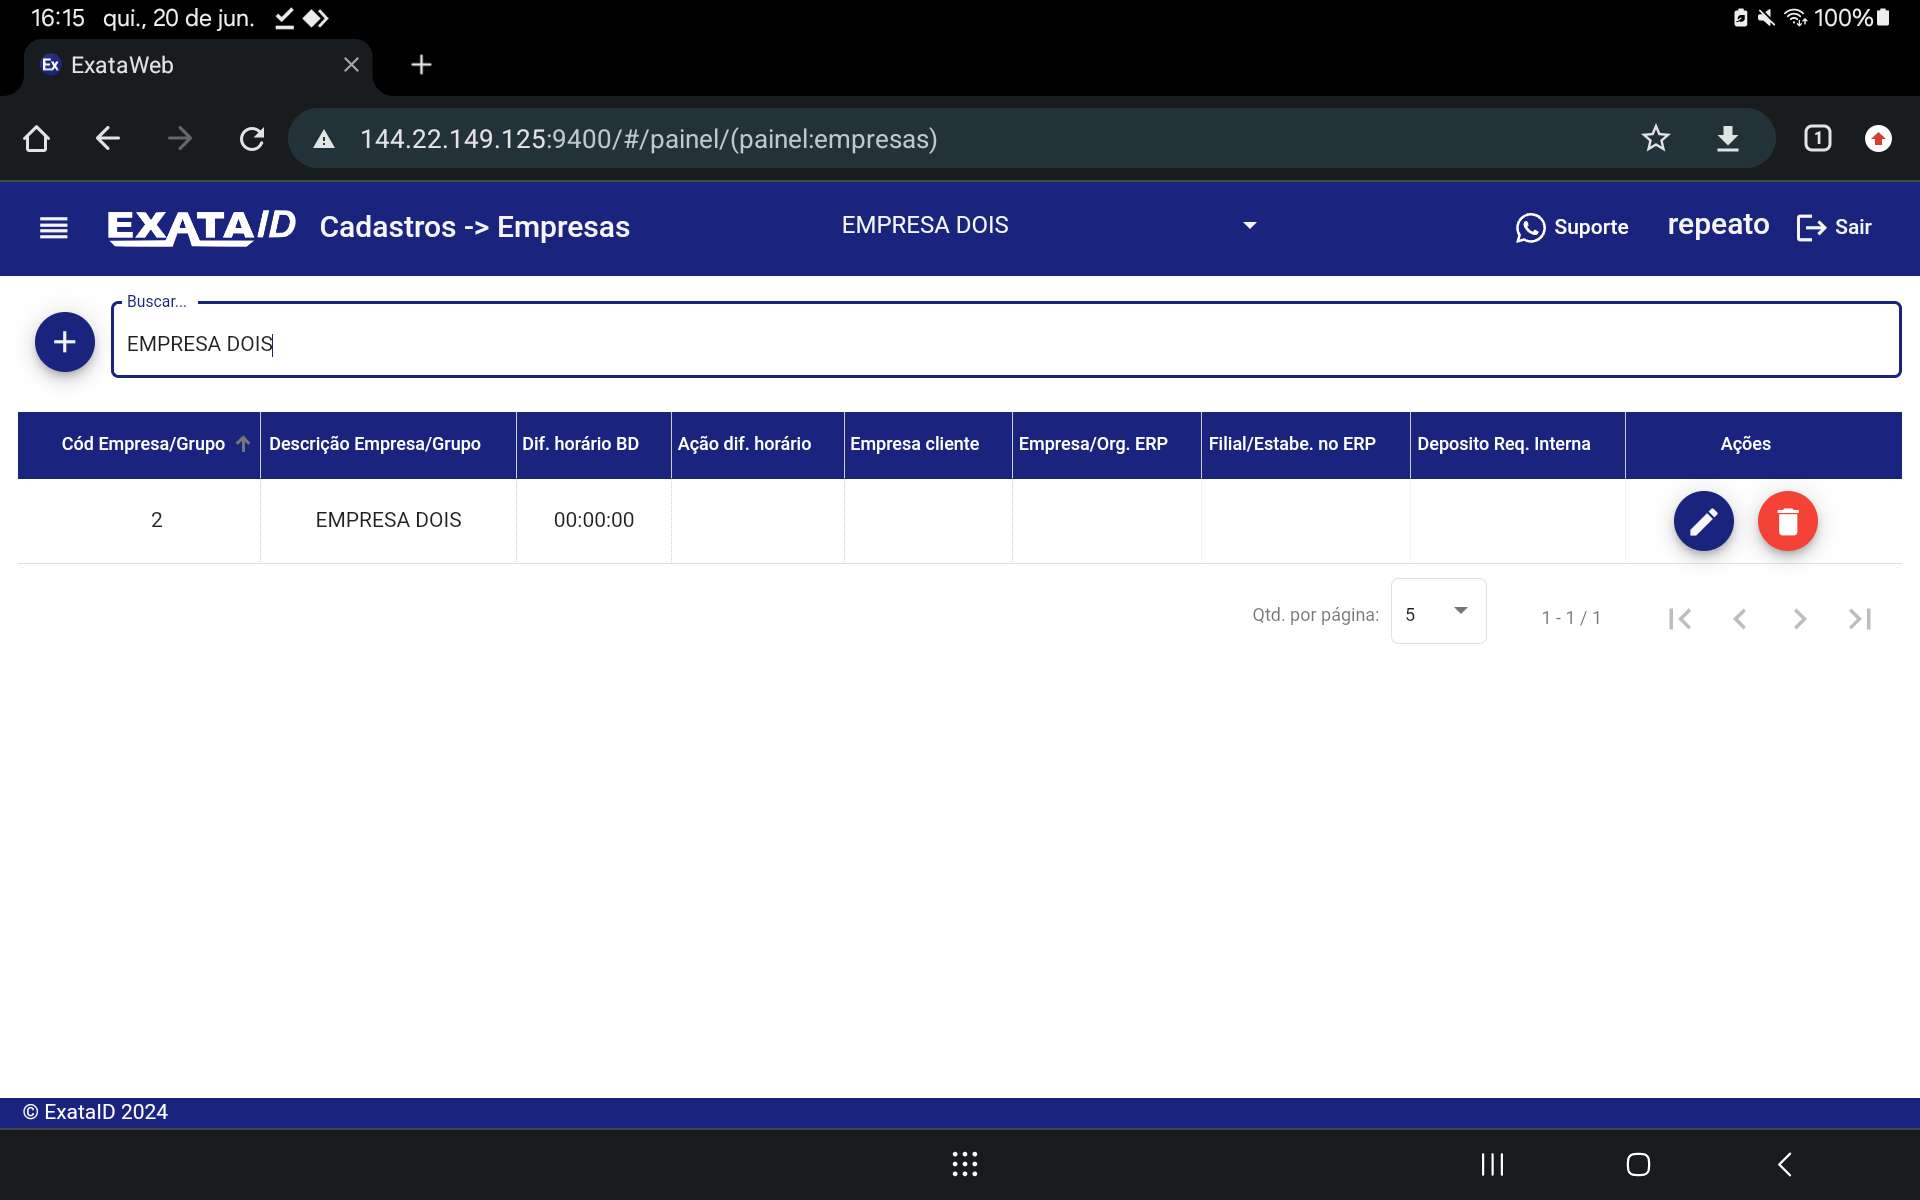 16:15 qui., 20 de jun. 100%
Ex ExataWeb
144.22.149.125:9400/#/painel/(painel:empresas) 1
EXATAID Cadastros -> Empresas EMPRESA DOIS Suporte repeato Sair
Buscar...
EMPRESA DOIS
Cód Empresa/Grupo Descrição Empresa/Grupo Dif. horário BD Ação dif. horário Empresa cliente Empresa/Org. ERP Filial/Estabe. no ERP Deposito Req. Interna Ações
2 EMPRESA DOIS 00:00:00
Qtd. por página: 5 1 - 1 / 1
© ExataID 2024